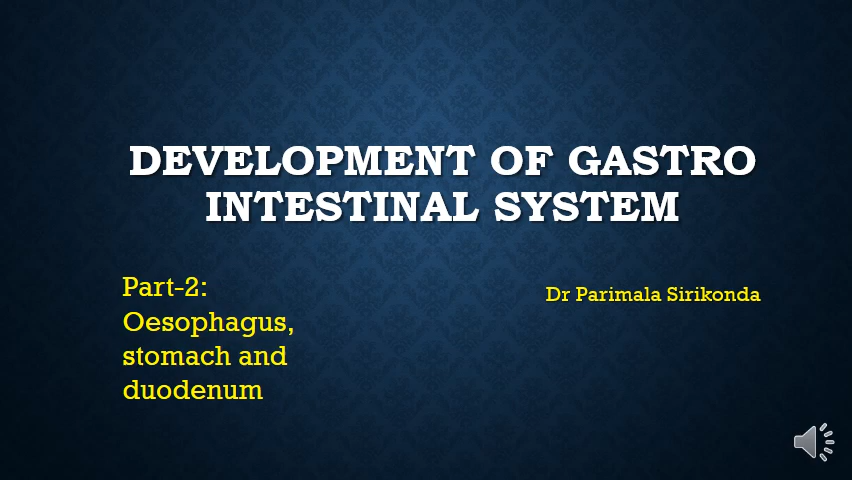 DEVELOPMENT OF GASTRO
INTESTINAL SYSTEM
Part-2:
Oesophagus,
stomach and
duodenum
Dr Parimala Sirikonda